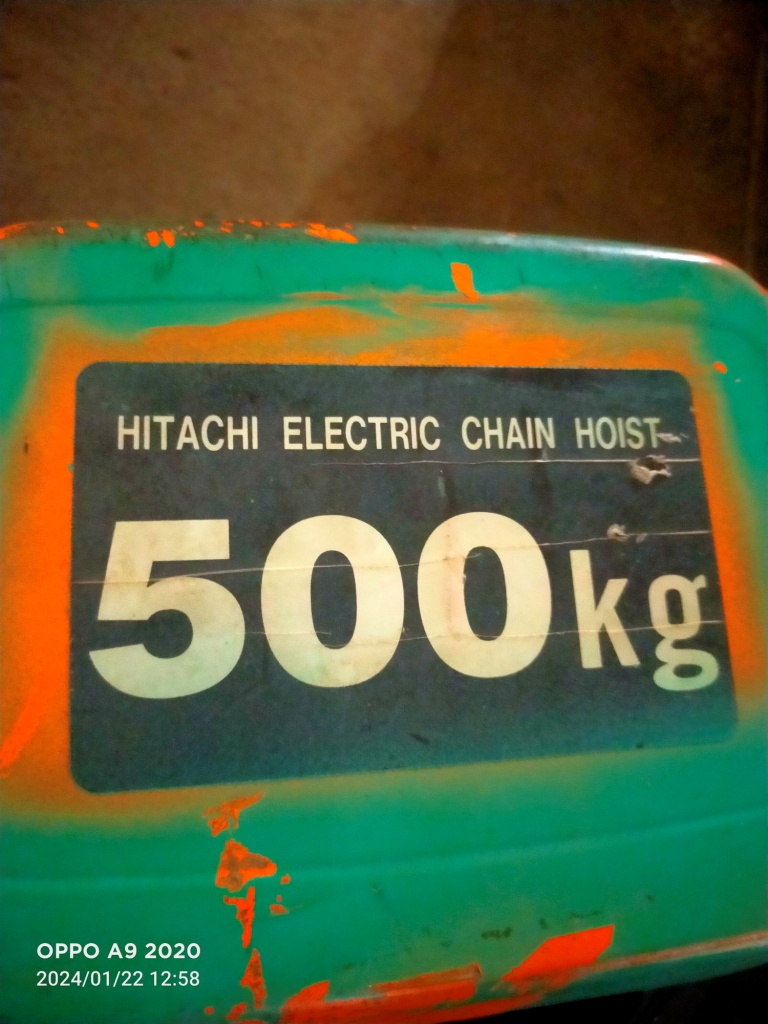 HITACHI ELECTRIC CHAIN HOIST
500kg
OPPO A9 2020
2024/01/22 12:58